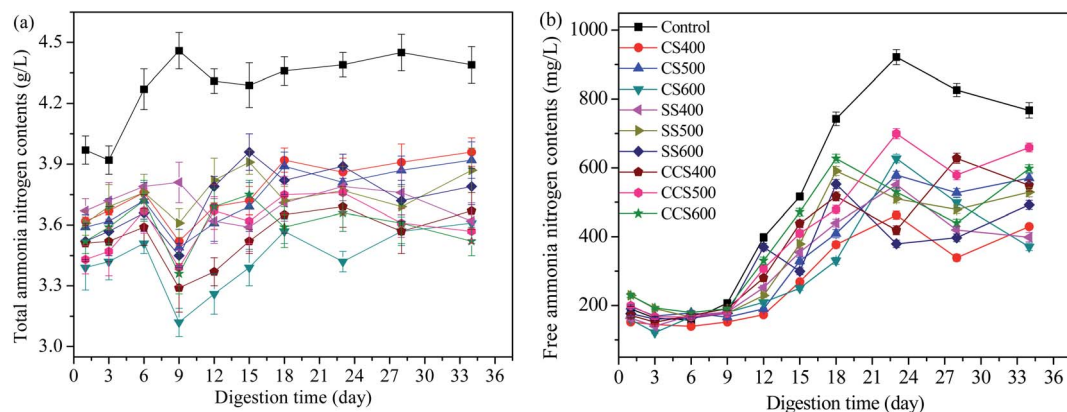 (a)
Total ammonia nitrogen contents (g/L)
4.5
4.2
3.9
3.6
3.3
3.0
0 3 6 9 12 15 18 21 24 27 30 33 36
Digestion time (day)
(b)
Free ammonia nitrogen contents (mg/L)
1000
800
600
400
200
Control
CS400
CS500
CS600
SS400
SS500
SS600
CCS400
CCS500
CCS600
0 3 6 9 12 15 18 21 24 27 30 33 36
Digestion time (day)